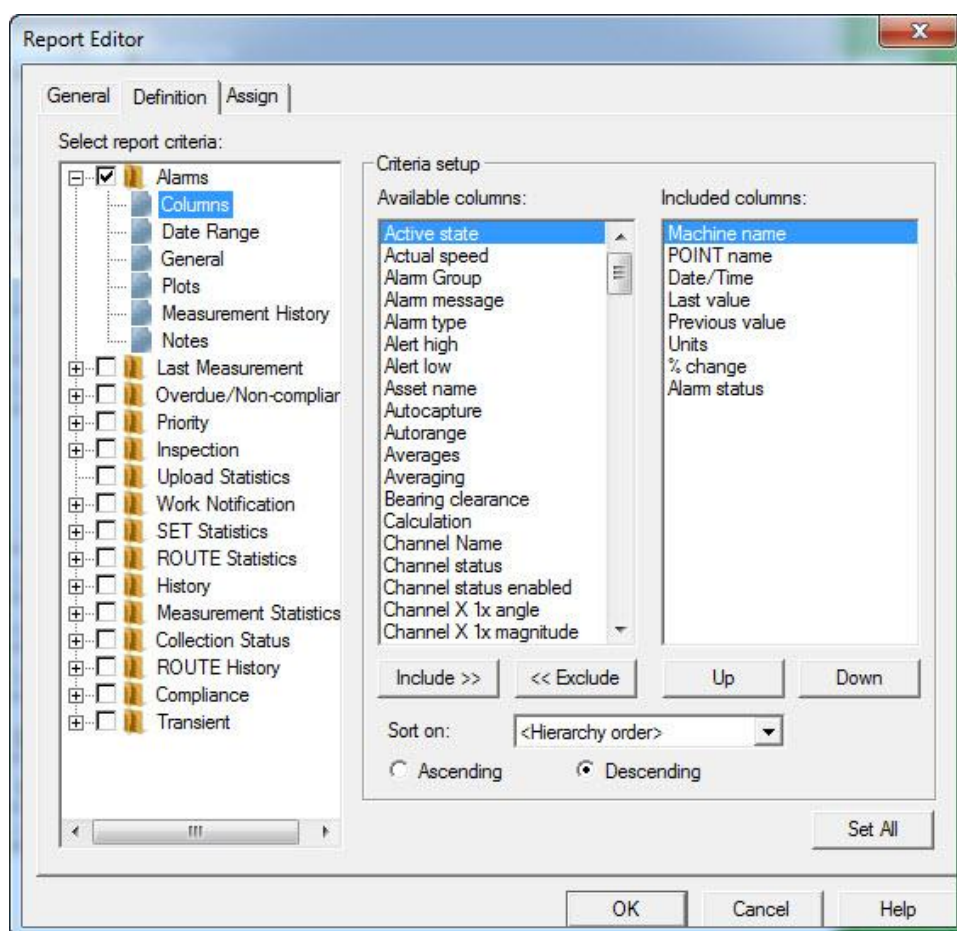 Report Editor
General Definition Assign
Select report criteria:
Alarms
Columns
Date Range
General
Plots
Measurement History
Notes
Last Measurement
Overdue/Non-complian
Priority
Inspection
Upload Statistics
Work Notification
SET Statistics
ROUTE Statistics
History
Measurement Statistics
Collection Status
ROUTE History
Compliance
Transient
Criteria setup
Available columns:
Active state
Actual speed
Alarm Group
Alarm message
Alarm type
Alert high
Alert low
Asset name
Autocapture
Autorange
Averages
Averaging
Bearing clearance
Calculation
Channel Name
Channel status
Channel status enabled
Channel X 1x angle
Channel X 1x magnitude
Included columns:
Machine name
POINT name
Date/Time
Last value
Previous value
Units
% change
Alarm status
Include >> << Exclude Up Down
Sort on: <Hierarchy order>
Ascending Descending
Set All
OK Cancel Help